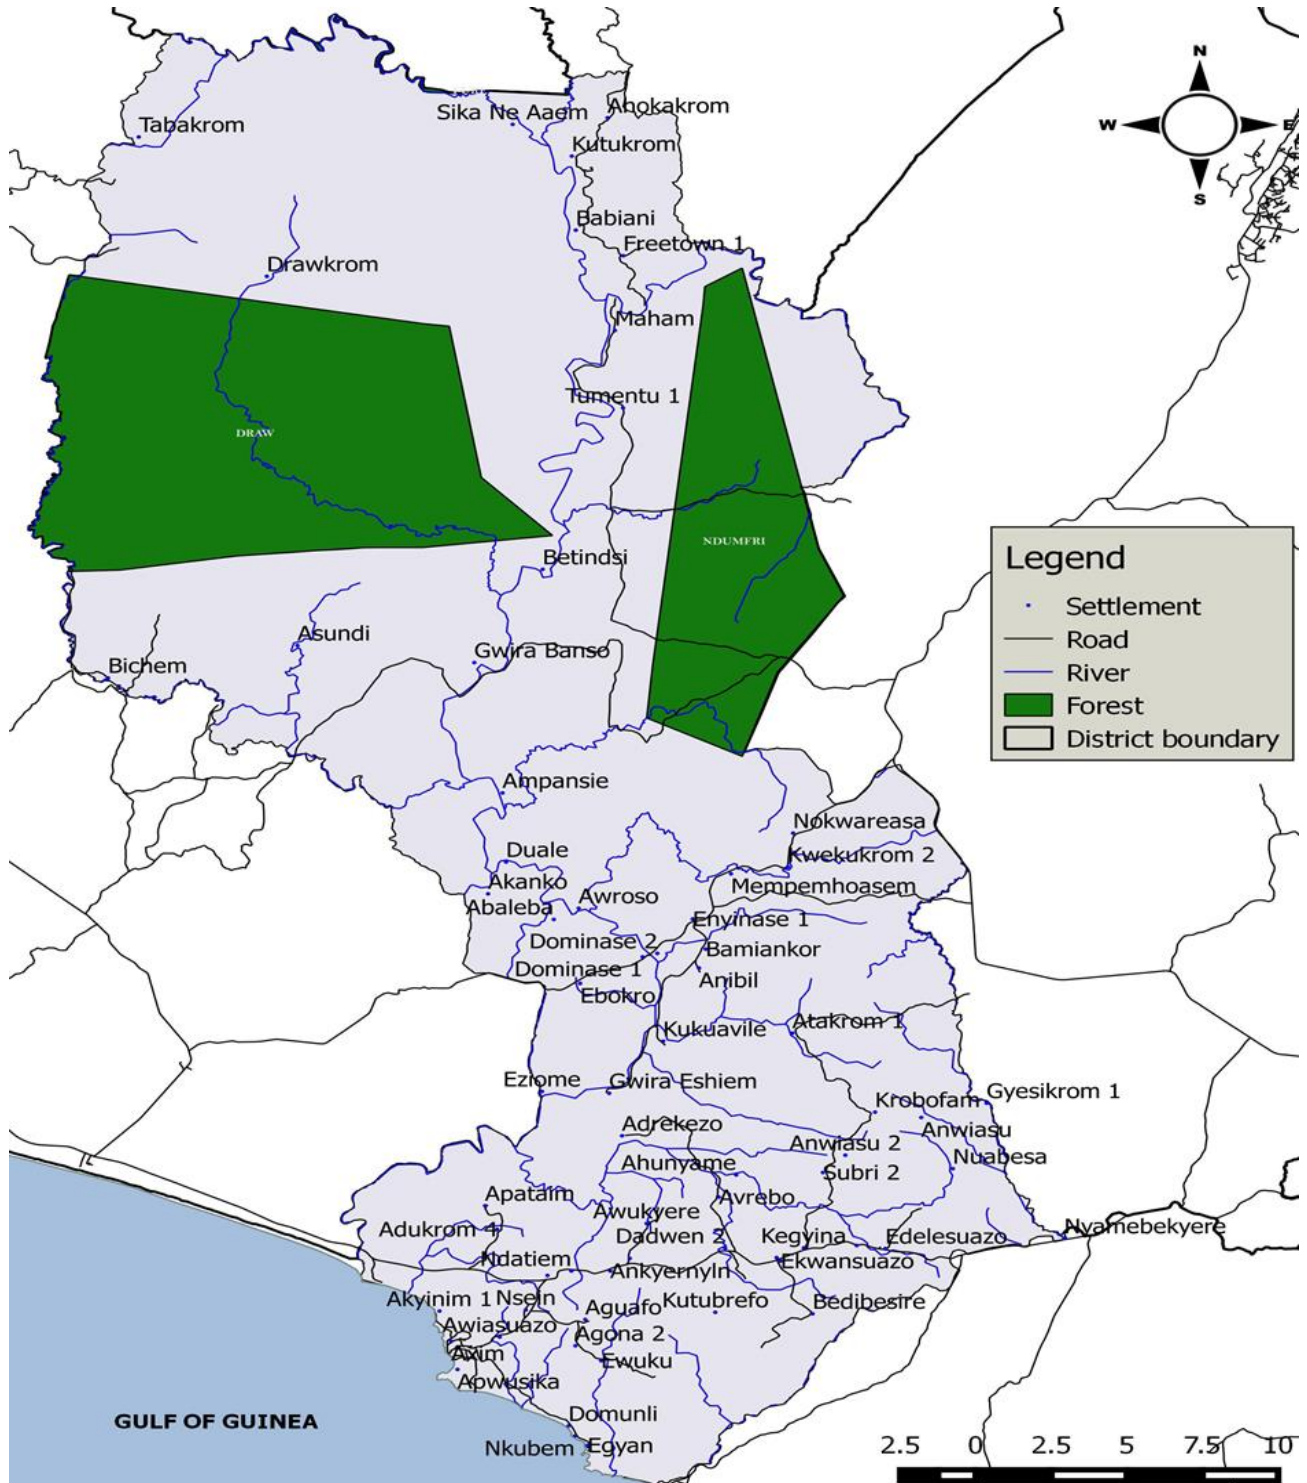 N
Sika Ne Aaem
Ahokakrom
Tabakrom
W
E
Kutukrom
S
Babiani
Freetown 1
Drawkrom
Maham
Tumentu 1
DRAW
NDUMFRI
Betindsi
Legend
Settlement
Road
River
Forest
District boundary
Asundi
Gwira Banso
Bichem
Ampansie
Nokwareasa
Duale
Kwekukrom 2
Akanko
Mempemhoasem
Abaleba
Awroso
Enyinase 1
Dominase 2
Bamiankor
Dominase 1
Anibil
Ebokro
Kukuavile
Atakrom 1
Eziome
Gwira Eshiem
Gyesikrom 1
Krobofam
Adrekezo
Anwiasu
Anwiasu 2
Ahunyame
Nuabesa
Subri 2
Apataim
Avrebo
Awukyere
Adukrom 4
Dadwen 2
Kegyina
Edelesuazo
Nyamebekyere
Ndatiem
Ankyernyln
Ekwansuazo
Akyinim 1
Nsein
Aguafo
Kutubrefo
Bedibesire
Awiasuazo
Agona 2
Axim
Ewuku
Apwusika
GULF OF GUINEA
Domunli
Nkubem
Egyan
2.5 0 2.5 5 7.5 10